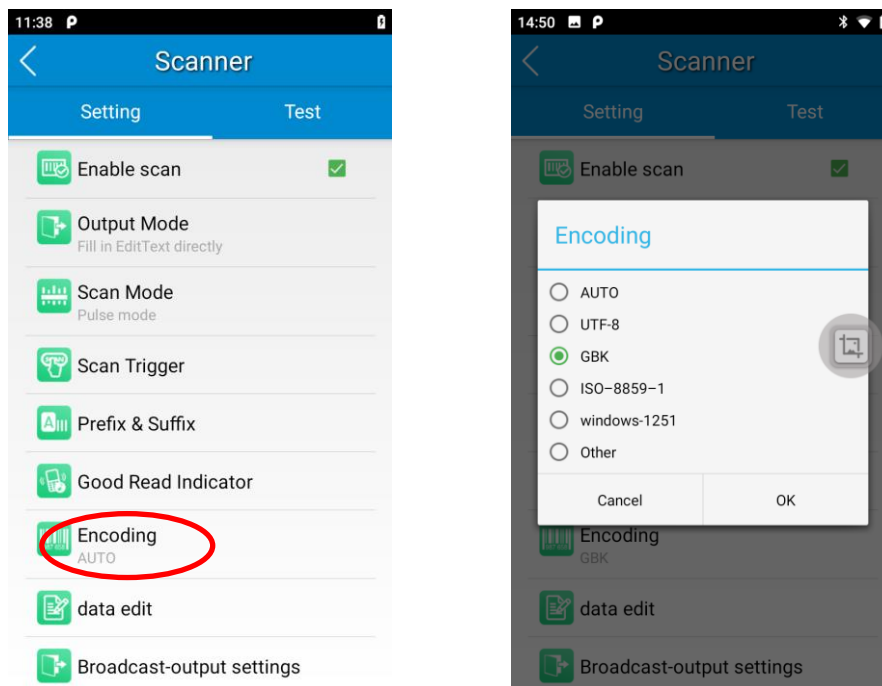 11:38
Scanner
Setting
Test
Enable scan
Output Mode
Fill in EditText directly
Scan Mode
Pulse mode
Scan Trigger
Prefix & Suffix
Good Read Indicator
Encoding
AUTO
data edit
Broadcast-output settings
14:50
Scanner
Setting
Test
Enable scan
Encoding
AUTO
UTF-8
GBK
ISO-8859-1
windows-1251
Other
Cancel
OK
Encoding
GBK
data edit
Broadcast-output settings